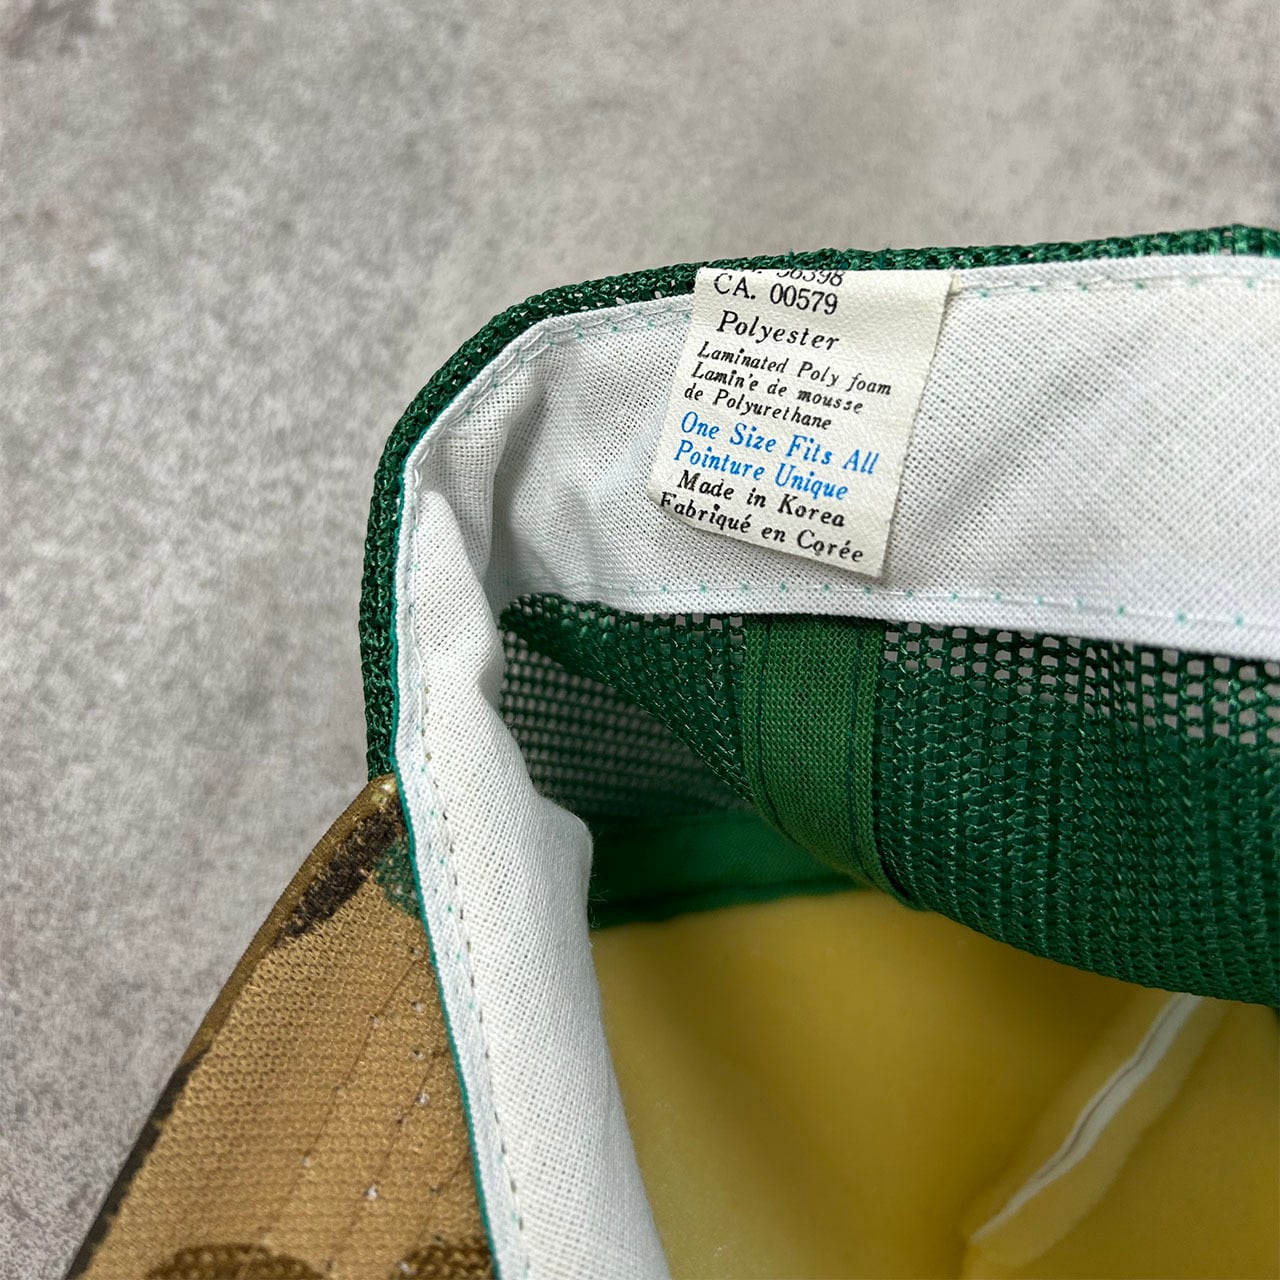 56398
CA. 00579
Polyester
Laminated Poly foam
Lamin'e de mousse
de Polyurethane
One Size Fits All
Pointure Unique
Made in Korea
Fabriqué en Corée